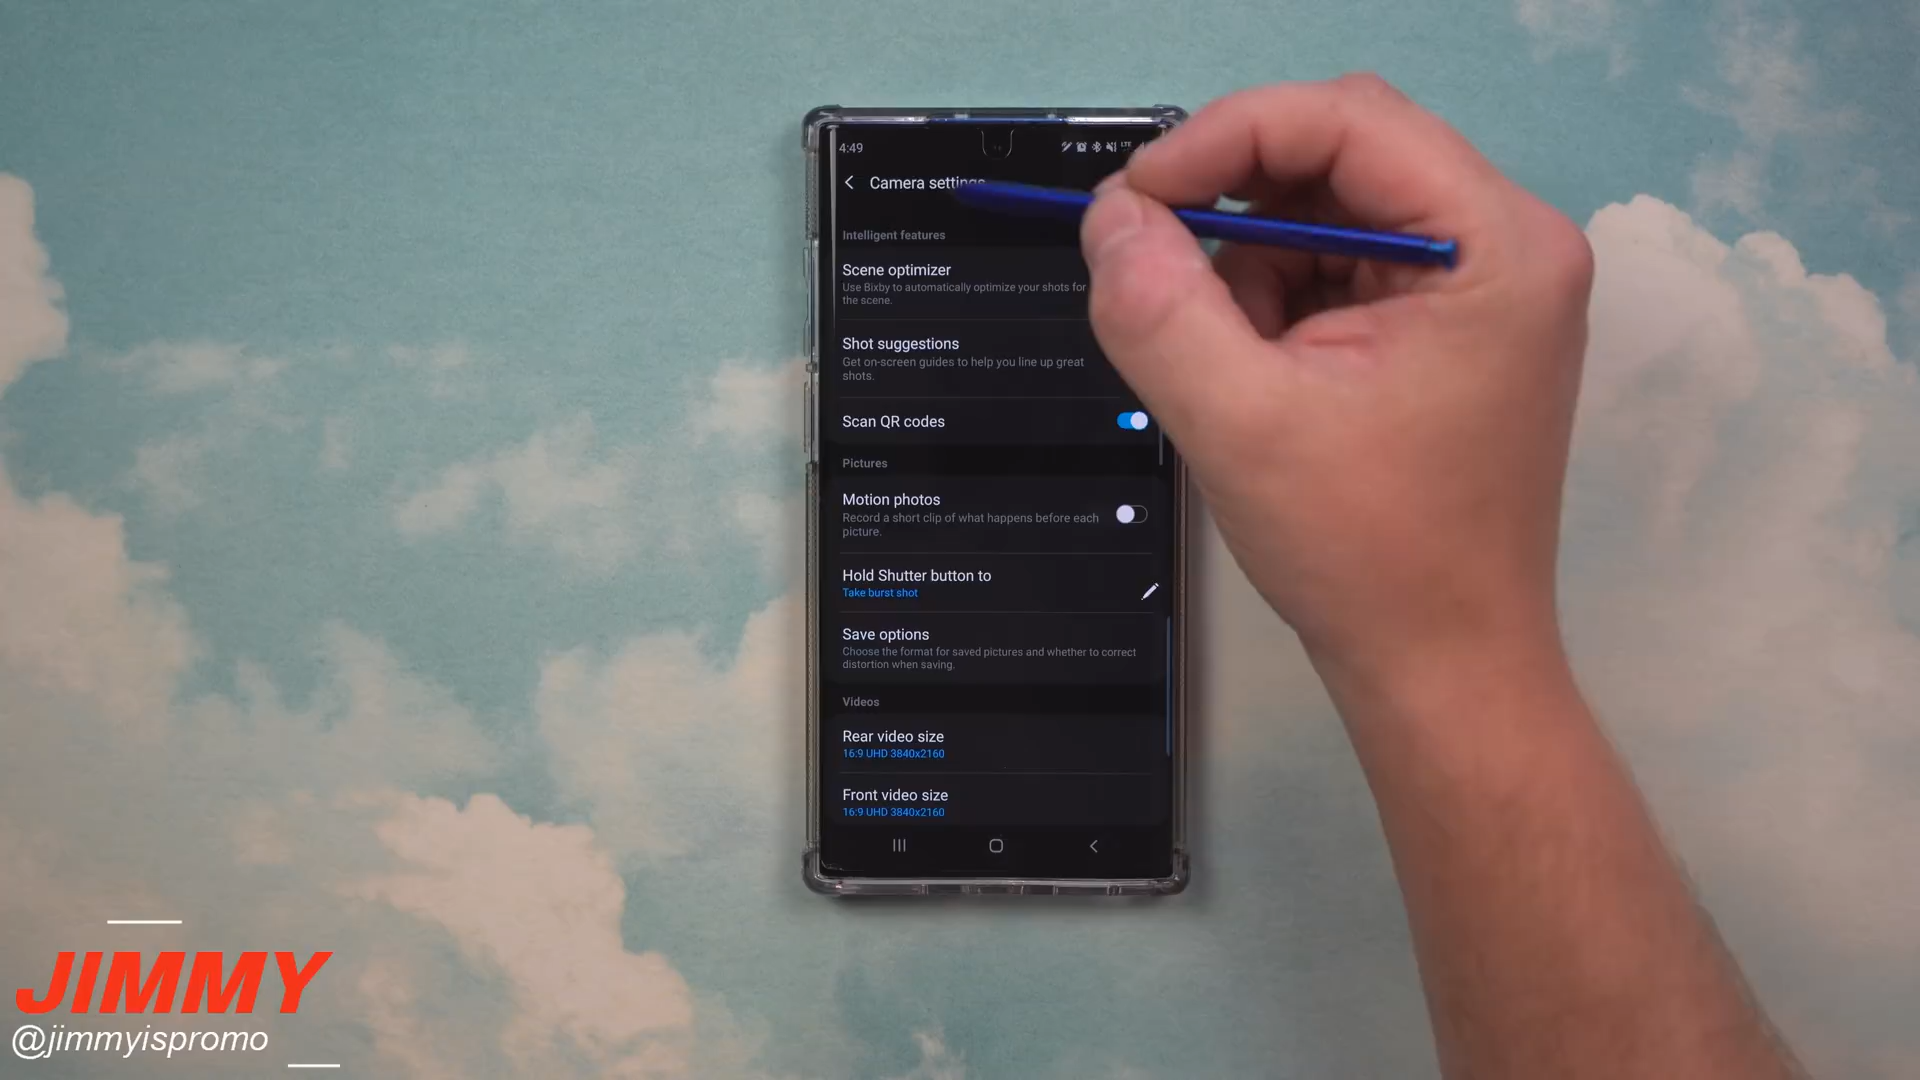 4:49
LTE
Camera settings
Intelligent features
Scene optimizer
Use Bixby to automatically optimize your shots for
the scene.
Shot suggestions
Get on-screen guides to help you line up great
shots.
Scan QR codes
Pictures
Motion photos
Record a short clip of what happens before each
picture.
Hold Shutter button to
Take burst shot
Save options
Choose the format for saved pictures and whether to correct
distortion when saving.
Videos
Rear video size
16:9 UHD 3840x2160
Front video size
16:9 UHD 3840x2160
JIMMY
@jimmyispromo